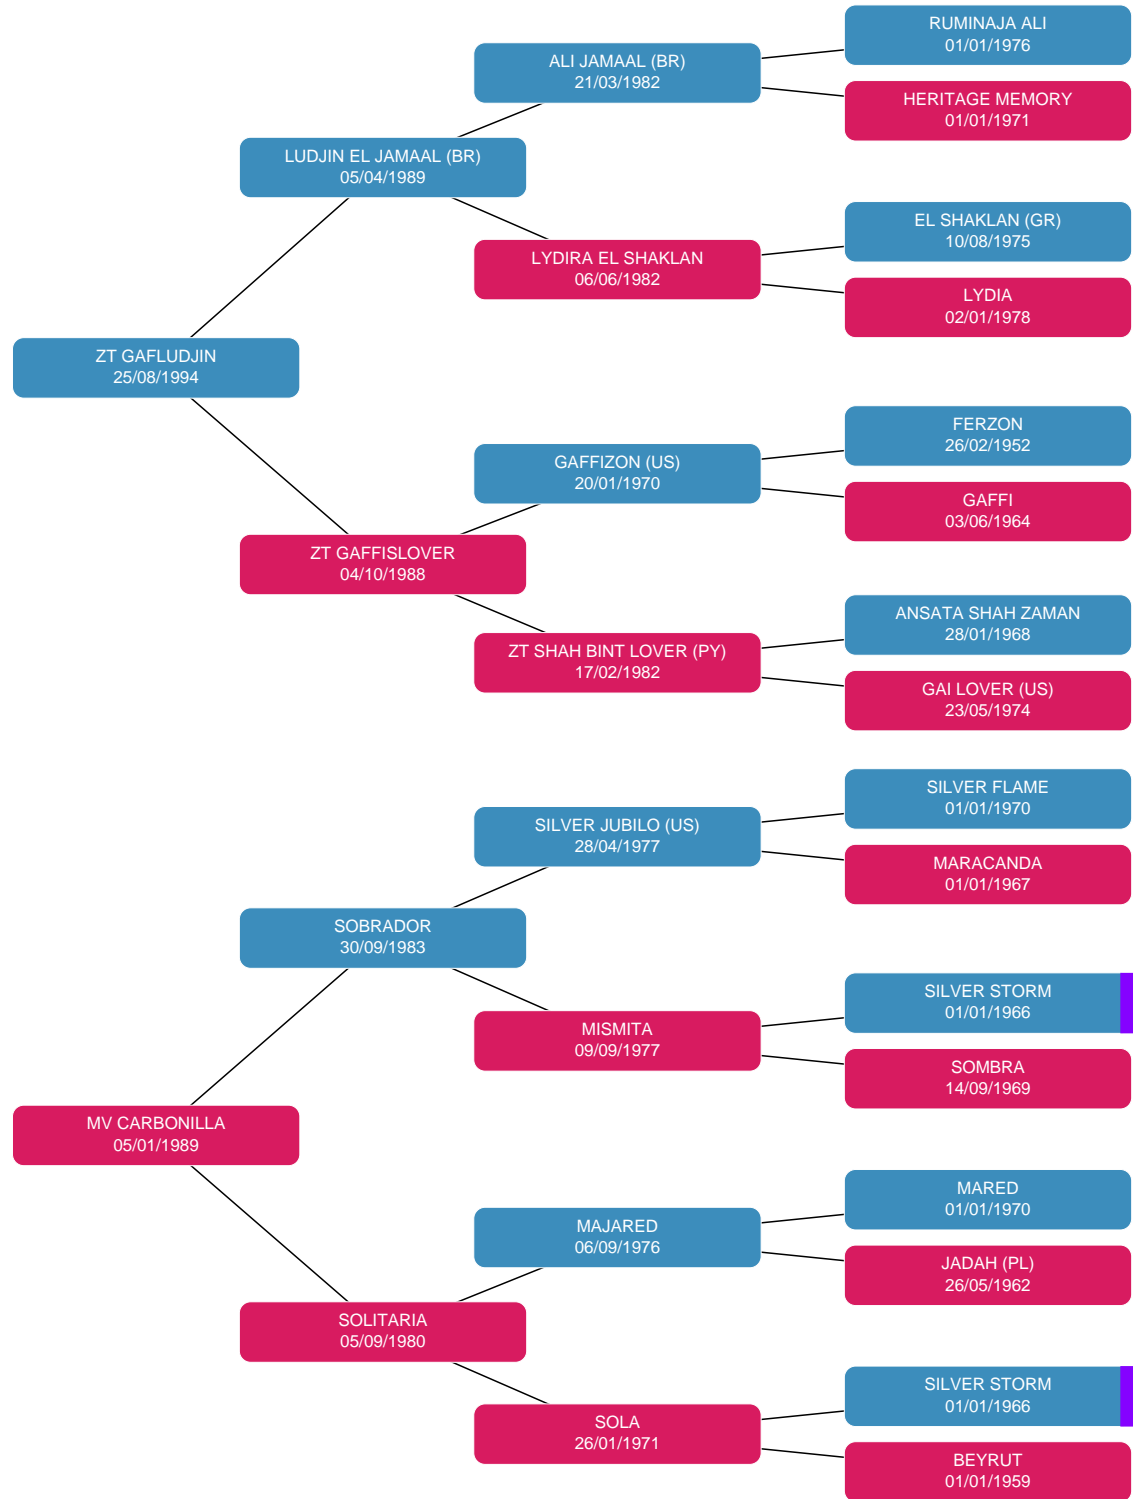 RUMINAJA ALI
01/01/1976
ALI JAMAAL (BR)
21/03/1982
HERITAGE MEMORY
01/01/1971
LUDJIN EL JAMAAL (BR)
05/04/1989
EL SHAKLAN (GR)
10/08/1975
LYDIRA EL SHAKLAN
06/06/1982
LYDIA
02/01/1978
ZT GAFLUDJIN
25/08/1994
FERZON
26/02/1952
GAFFIZON (US)
20/01/1970
GAFFI
03/06/1964
ZT GAFFISLOVER
04/10/1988
ANSATA SHAH ZAMAN
28/01/1968
ZT SHAH BINT LOVER (PY)
17/02/1982
GAI LOVER (US)
23/05/1974
SILVER FLAME
01/01/1970
SILVER JUBILO (US)
28/04/1977
MARACANDA
01/01/1967
SOBRADOR
30/09/1983
SILVER STORM
01/01/1966
MISMITA
09/09/1977
SOMBRA
14/09/1969
MV CARBONILLA
05/01/1989
MARED
01/01/1970
MAJARED
06/09/1976
JADAH (PL)
26/05/1962
SOLITARIA
05/09/1980
SILVER STORM
01/01/1966
SOLA
26/01/1971
BEYRUT
01/01/1959